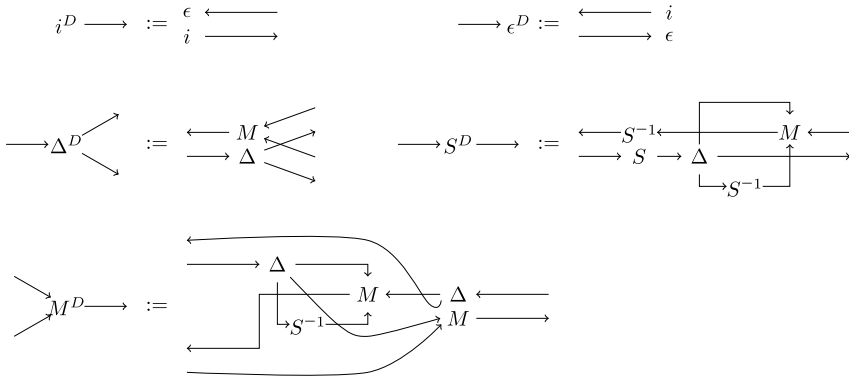 i^D → := ϵ ← i → → ϵ^D := ← i → ϵ
→ Δ^D := ← M → Δ → S^D → := S^{-1} M S → Δ S^{-1}
M^D → := Δ M S^{-1} Δ M